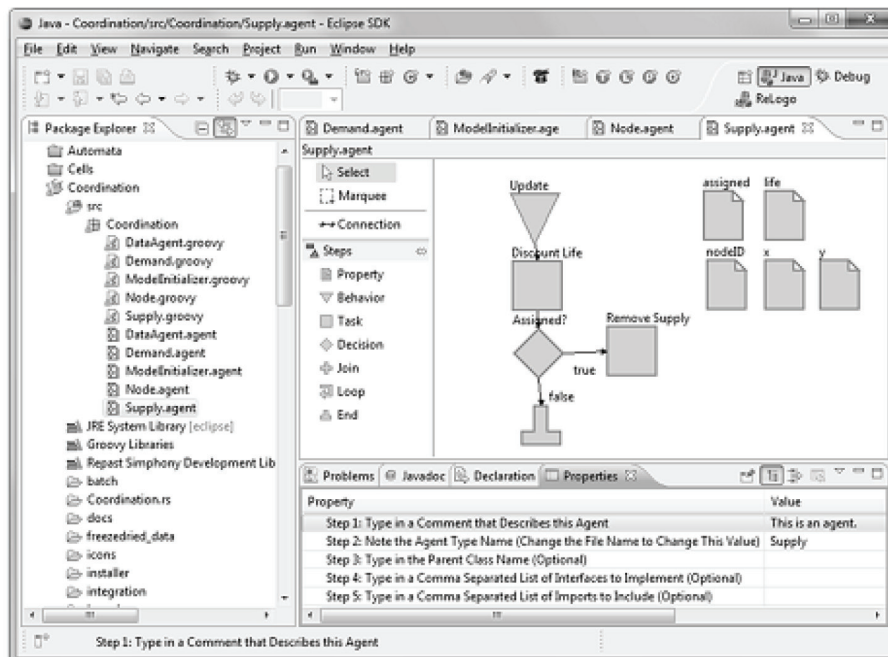 Java - Coordination/src/Coordination/Supply.agent - Eclipse SDK
File Edit View Navigate Search Project Run Window Help
Java Debug
ReLogo
Package Explorer
Automata
Cells
Coordination
src
Coordination
DataAgent.groovy
Demand.groovy
ModelInitializer.groovy
Node.groovy
Supply.groovy
DataAgent.agent
Demand.agent
ModelInitializer.agent
Node.agent
Supply.agent
JRE System Library [eclipse]
Groovy Libraries
Repast Simphony Development Lib
batch
Coordination.rs
docs
freezedried_data
icons
installer
integration
Demand.agent ModelInitializer.age Node.agent Supply.agent
Supply.agent
Select
Marquee
Connection
Steps
Property
Behavior
Task
Decision
Join
Loop
End
Update
Discount Life
Assigned?
Remove Supply
true
false
assigned life
nodeID x y
Problems Javadoc Declaration Properties
Property Value
Step 1: Type in a Comment that Describes this Agent This is an agent.
Step 2: Note the Agent Type Name (Change the File Name to Change This Value) Supply
Step 3: Type in the Parent Class Name (Optional)
Step 4: Type in a Comma Separated List of Interfaces to Implement (Optional)
Step 5: Type in a Comma Separated List of Imports to Include (Optional)
Step 1: Type in a Comment that Describes this Agent